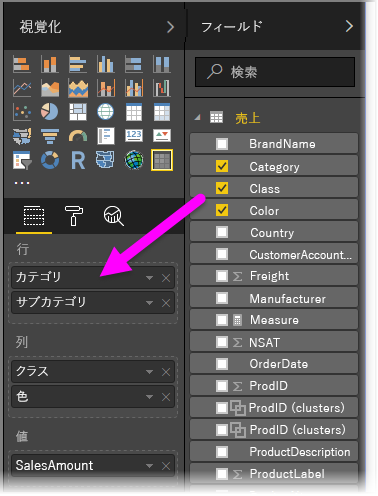 視覚化
フィールド
検索
売上
BrandName
Category
Class
Color
Country
CustomerAccount...
Freight
Manufacturer
Measure
NSAT
OrderDate
ProdID
ProdID (clusters)
ProdID (clusters)
ProductDescription
ProductLabel
R
123
...
行
カテゴリ
サブカテゴリ
列
クラス
色
値
SalesAmount